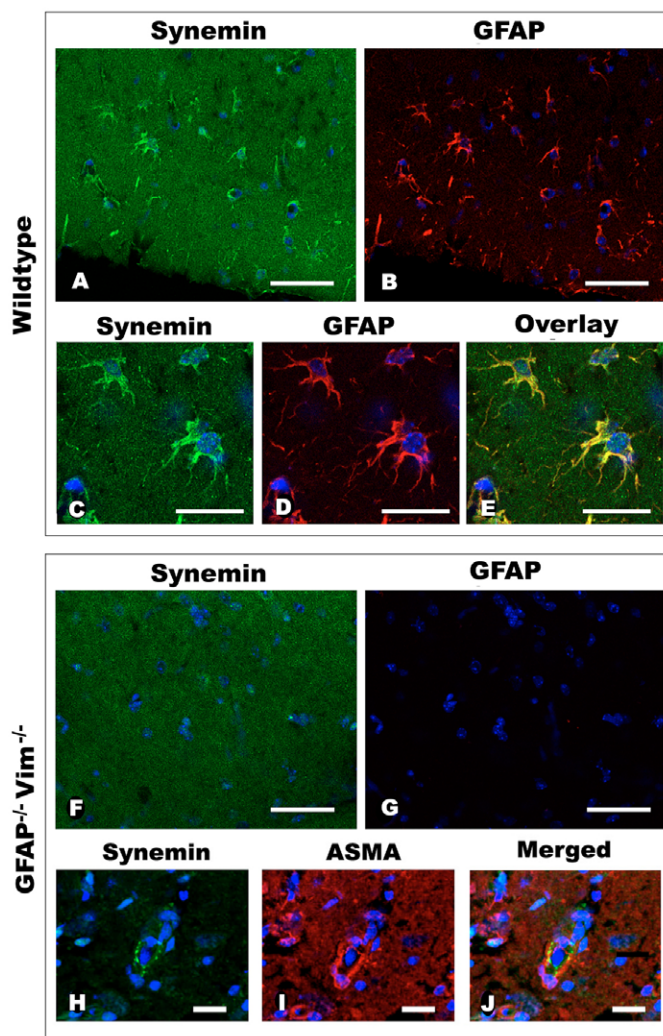 Synemin GFAP
Wildtype
A B
Synemin GFAP Overlay
C D E
Synemin GFAP
GFAP-/- Vim-/-
F G
Synemin ASMA Merged
H I J